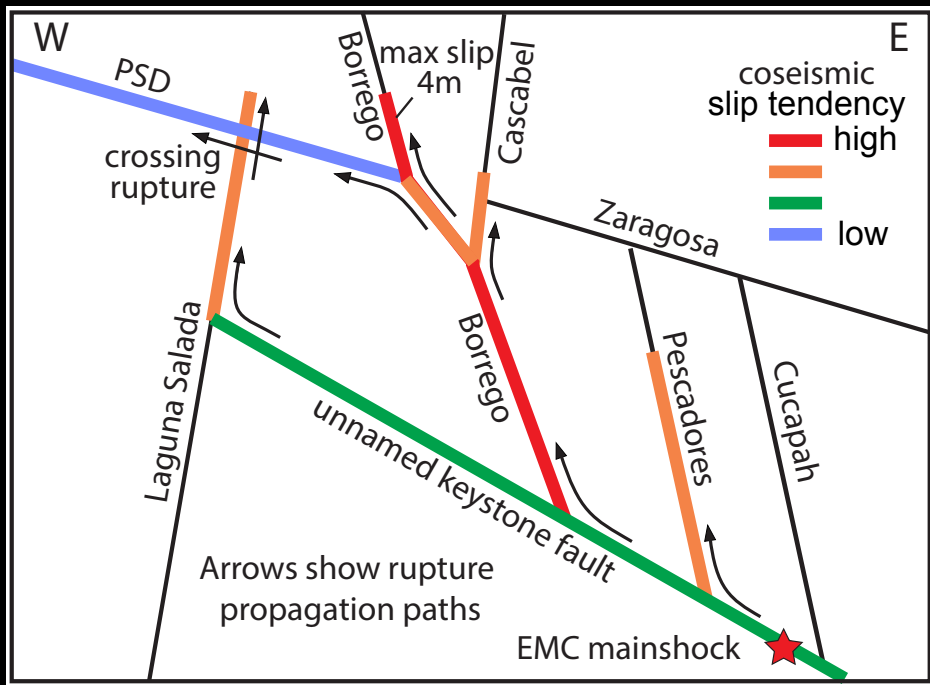 W
E
PSD
Borrego
max slip
4m
Cascabel
coseismic
slip tendency
high
low
crossing
rupture
Zaragosa
Borrego
Pescadores
Cucapah
Laguna Salada
unnamed keystone fault
Arrows show rupture
propagation paths
EMC mainshock